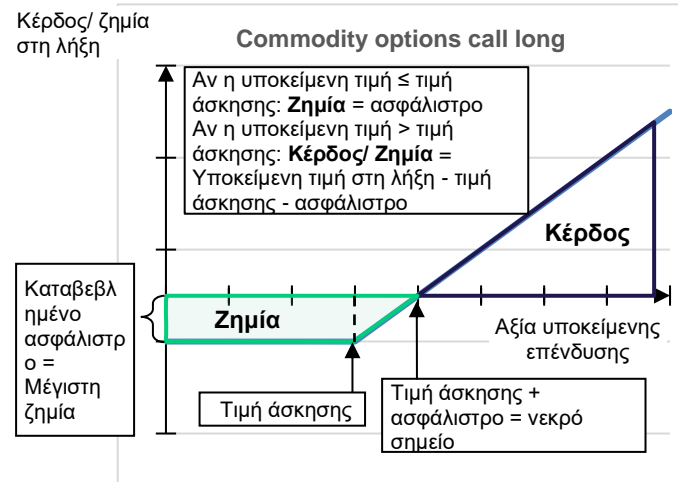 Κέρδος/ ζημία
στη λήξη
Commodity options call long
Αν η υποκείμενη τιμή ≤ τιμή
άσκησης: Ζημία = ασφάλιστρο
Αν η υποκείμενη τιμή > τιμή
άσκησης: Κέρδος/ Ζημία =
Υποκείμενη τιμή στη λήξη - τιμή
άσκησης - ασφάλιστρο
Κέρδος
Καταβεβλ
ημένο
ασφάλιστρ
ο =
Μέγιστη
ζημία
Ζημία
Αξία υποκείμενης
επένδυσης
Τιμή άσκησης
Τιμή άσκησης +
ασφάλιστρο = νεκρό
σημείο